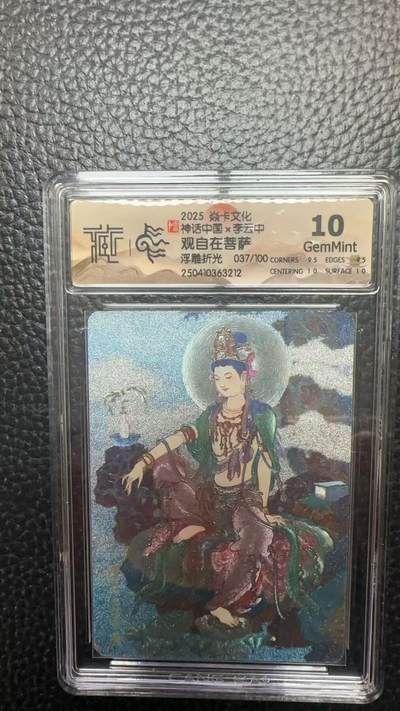 2025 焱卡文化
神话中国×李云中
观自在菩萨
浮雕折光 037/100
250410363212
10
GemMint
CORNERS 9.5 EDGES 9.5
CENTERING 10 SURFACE 10